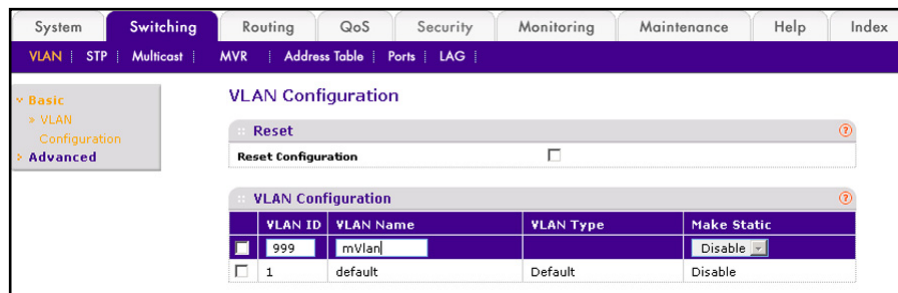 System Switching Routing QoS Security Monitoring Maintenance Help Index
VLAN STP Multicast MVR Address Table Ports LAG
Basic
» VLAN
Configuration
Advanced
VLAN Configuration
Reset
Reset Configuration
VLAN Configuration
VLAN ID VLAN Name VLAN Type Make Static
999 mVlan Disable
1 default Default Disable